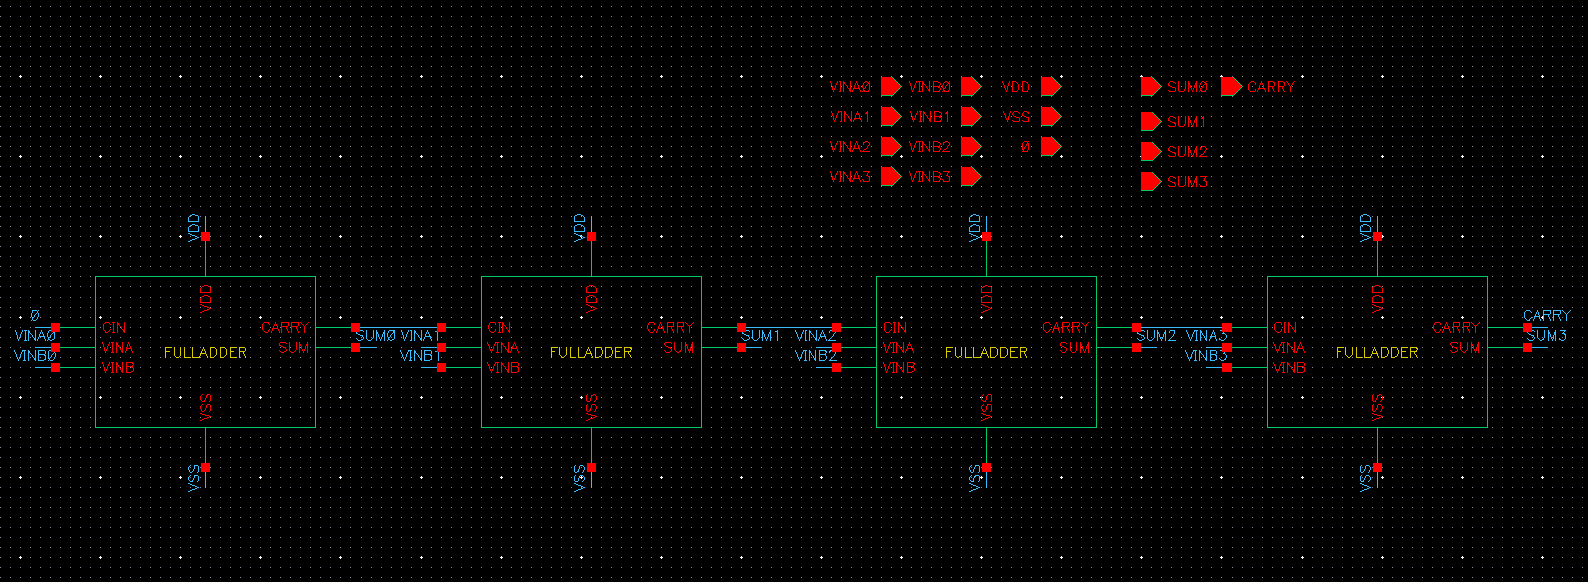 VINA0 VINB0 VDD SUM0 CARRY
VINA1 VINB1 VSS SUM1
VINA2 VINB2 0 SUM2
VINA3 VINB3 SUM3
VDD VDD VDD VDD
VDD VDD VDD VDD
0 CARRY
CIN CARRY CIN CARRY CIN CARRY CIN CARRY
VINA0 SUM0 VINA1 SUM1 VINA2 SUM2 VINA3 SUM3
VINA SUM VINA SUM VINA SUM VINA SUM
FULLADDER FULLADDER FULLADDER FULLADDER
VINB0 VINB1 VINB2 VINB3
VINB VINB VINB VINB
VSS VSS VSS VSS
VSS VSS VSS VSS